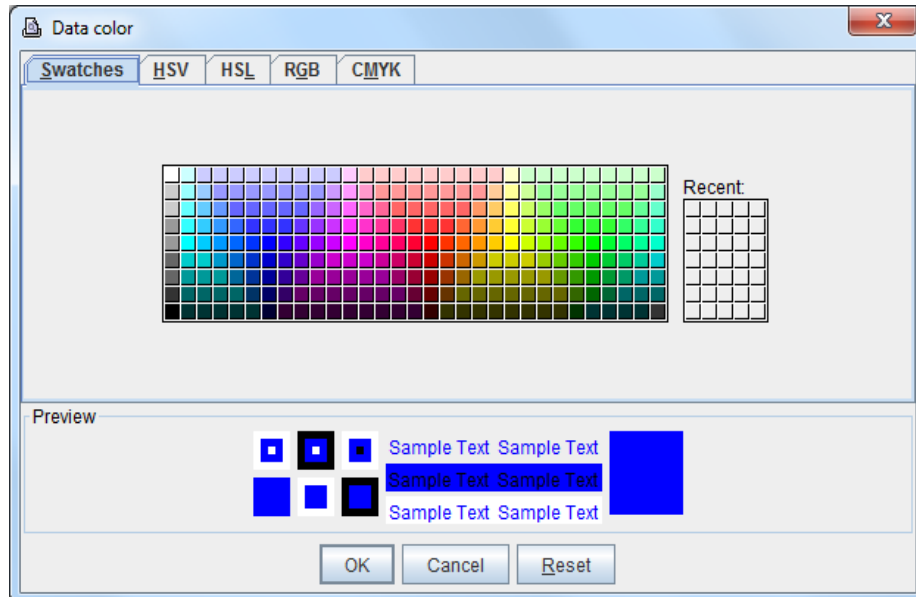 Data color
Swatches HSV HSL RGB CMYK
Recent:
Preview
Sample Text Sample Text
Sample Text Sample Text
Sample Text Sample Text
OK Cancel Reset